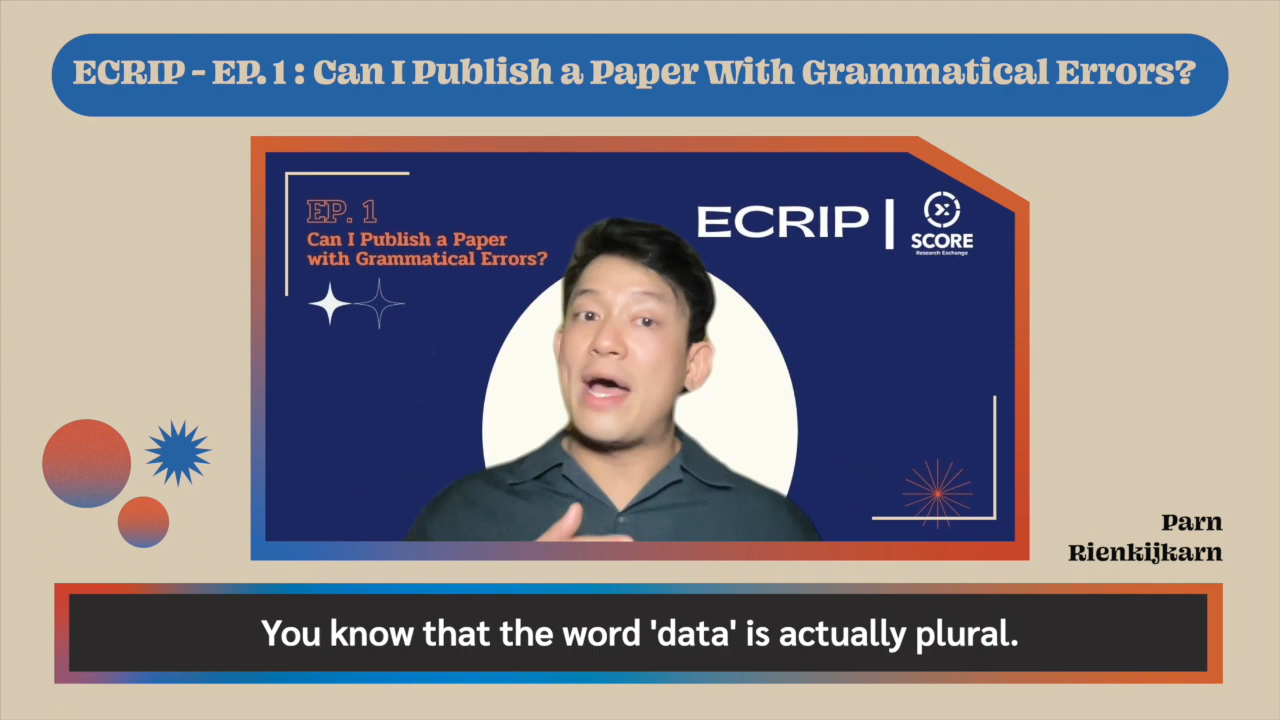 ECRIP - EP. 1 : Can I Publish a Paper With Grammatical Errors?
EP. 1
Can I Publish a Paper
with Grammatical Errors?
ECRIP
SCORE
Research Exchange
Parn
Rienkijkarn
You know that the word 'data' is actually plural.